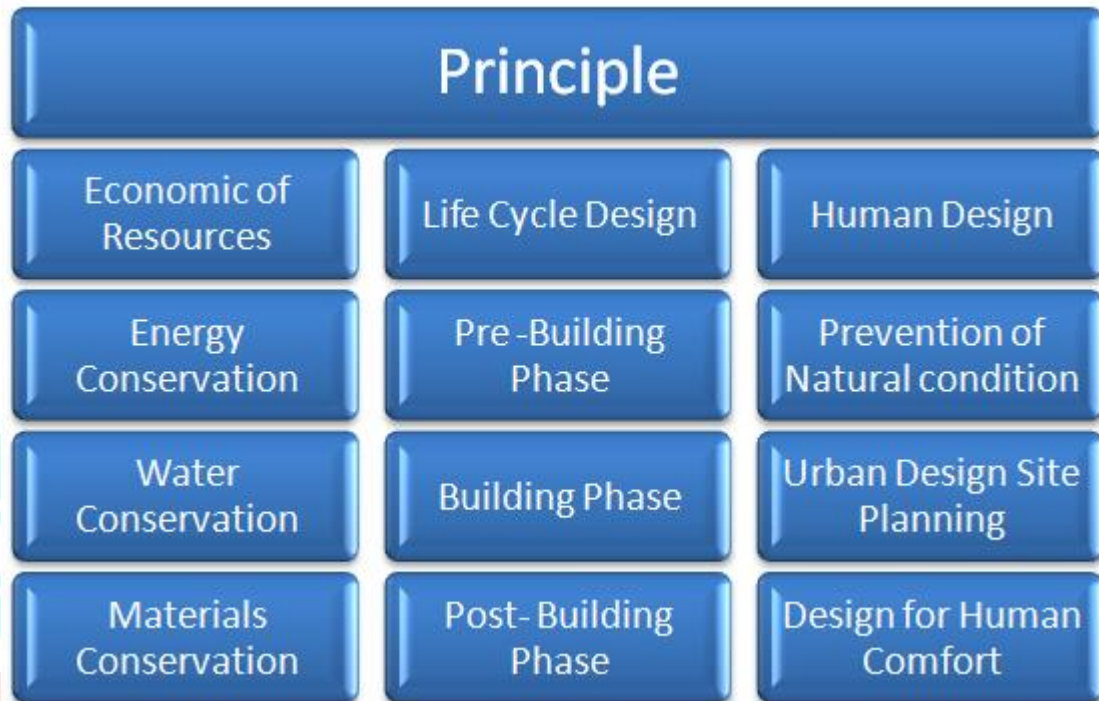 Principle
Economic of
Resources
Life Cycle Design
Human Design
Energy
Conservation
Pre -Building
Phase
Prevention of
Natural condition
Water
Conservation
Building Phase
Urban Design Site
Planning
Materials
Conservation
Post- Building
Phase
Design for Human
Comfort